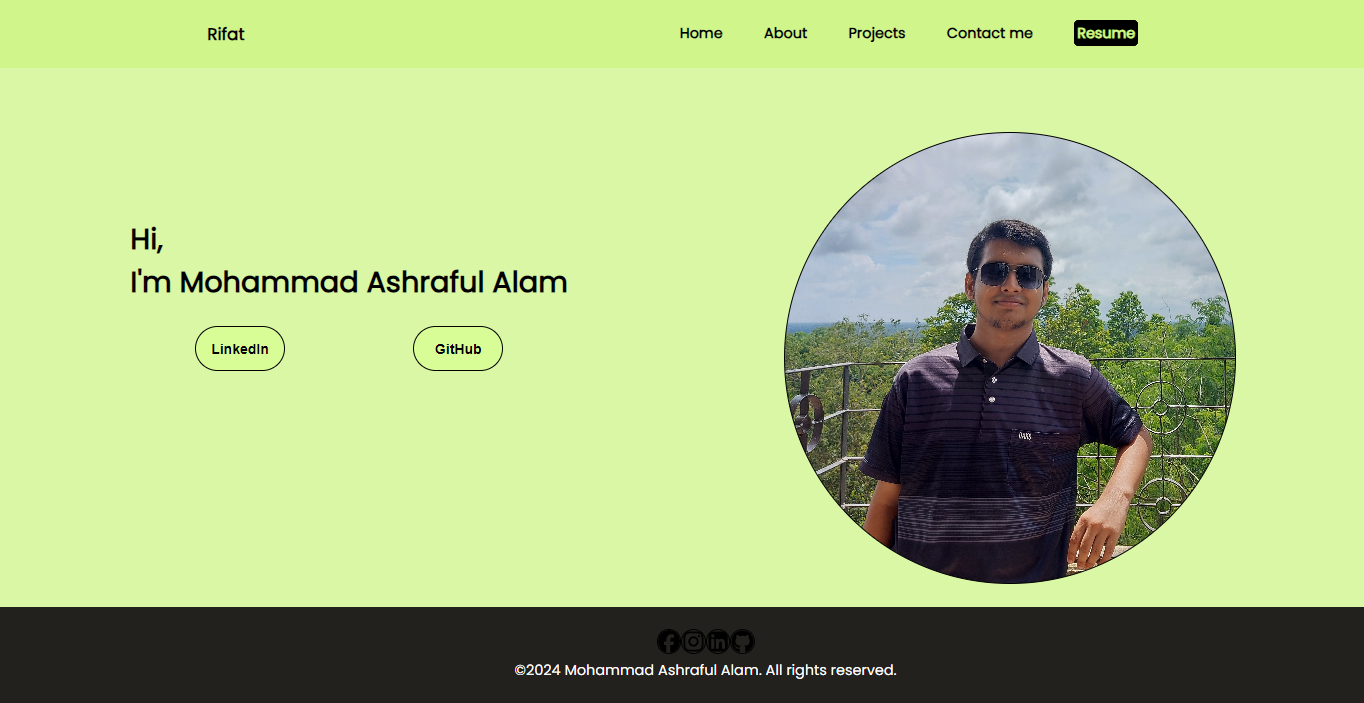 Rifat
Home About Projects Contact me Resume
Hi,
I'm Mohammad Ashraful Alam
LinkedIn GitHub
©2024 Mohammad Ashraful Alam. All rights reserved.